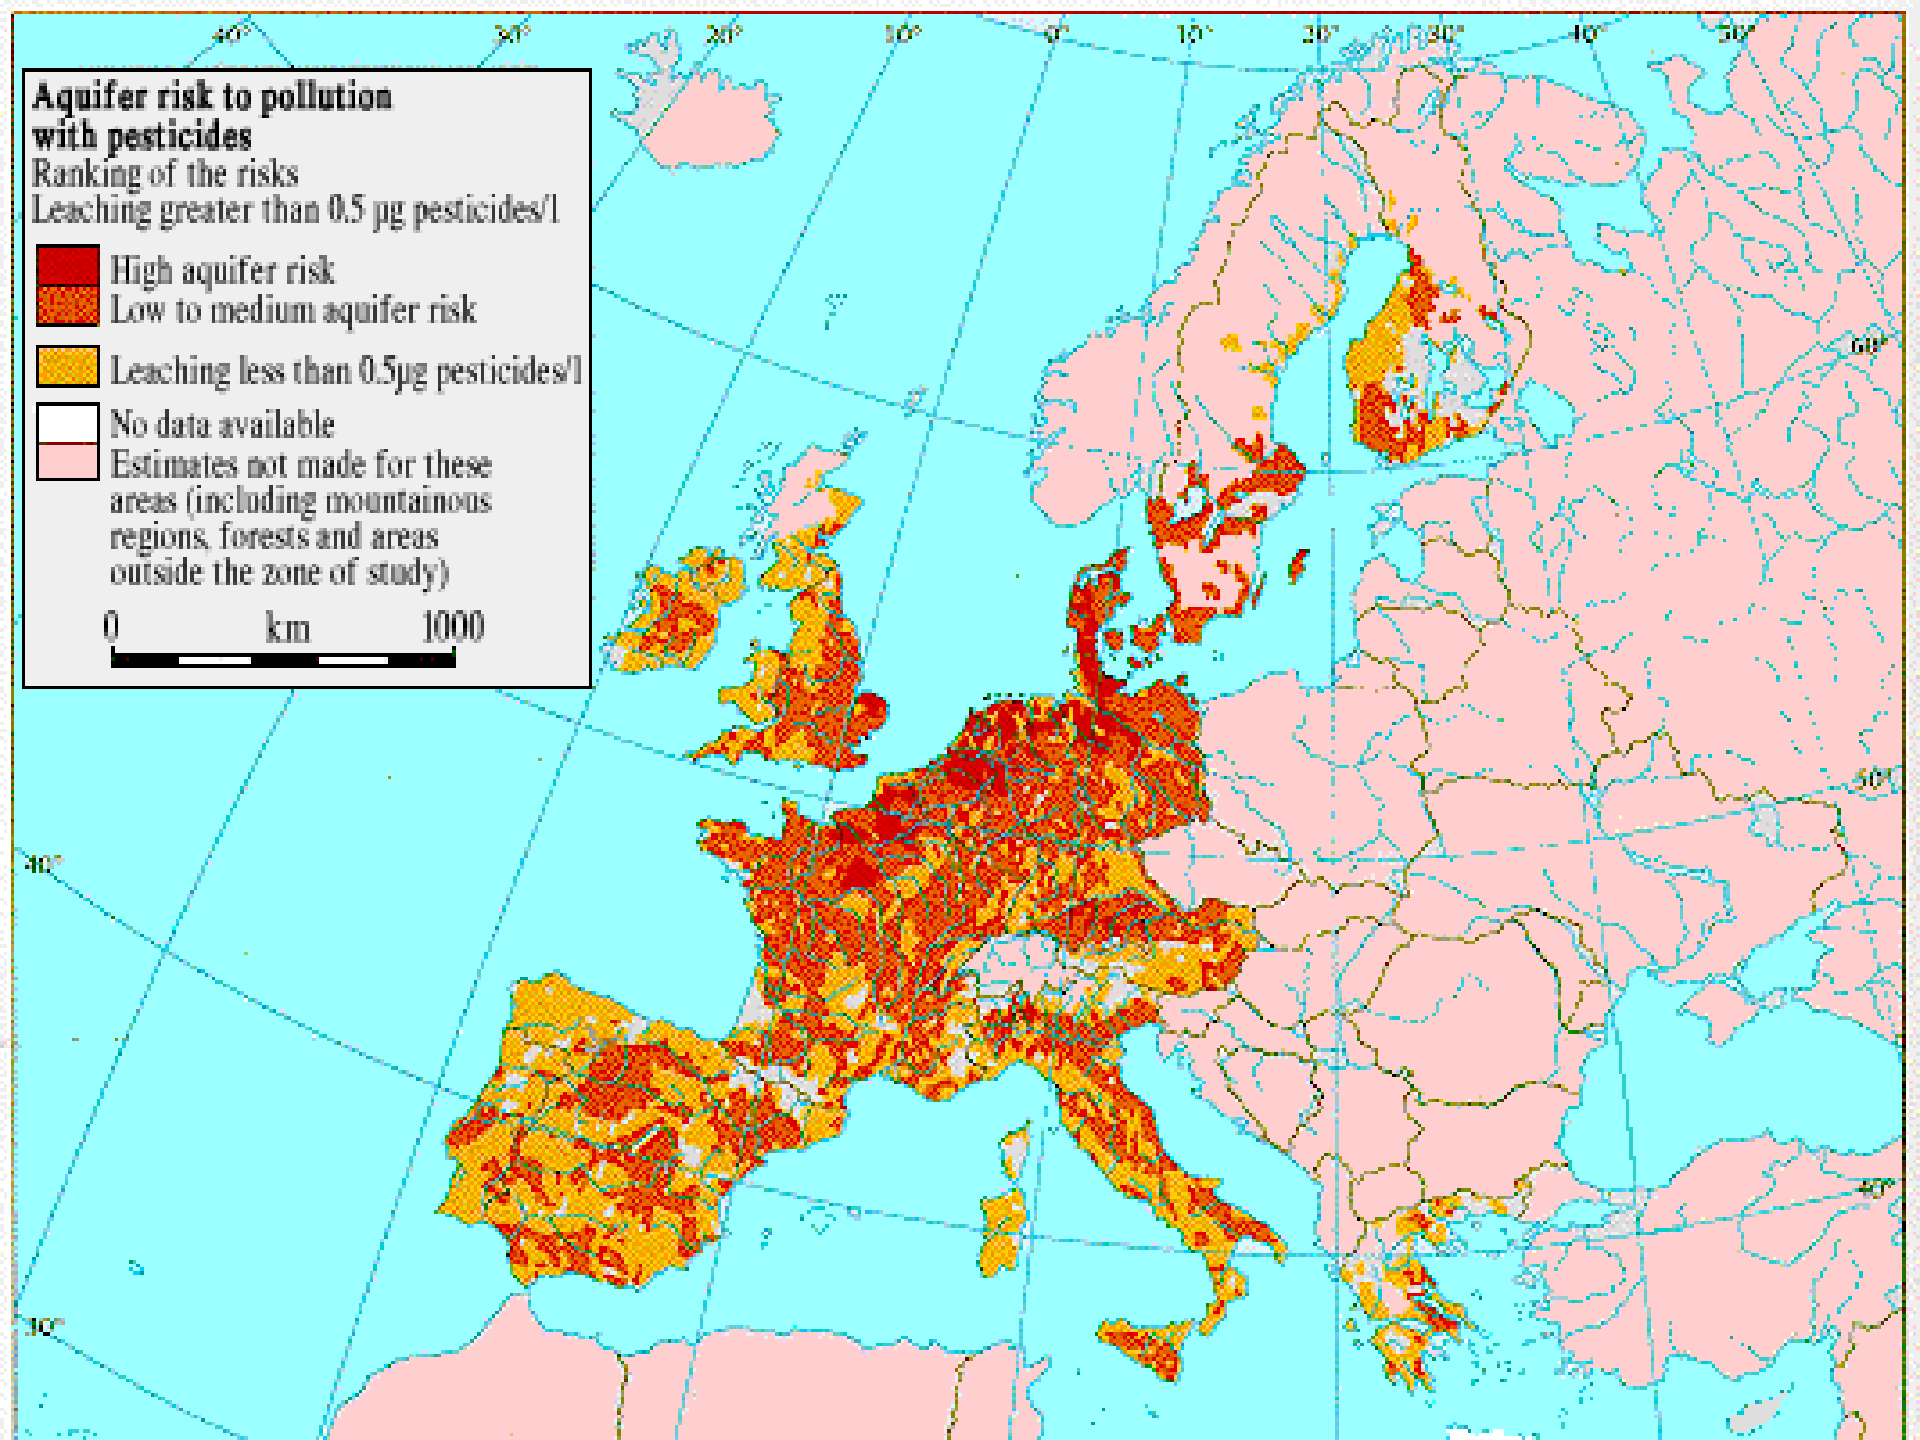 40° 30° 20° 10° 0° 10° 20° 30° 40° 50°
Aquifer risk to pollution
with pesticides
Ranking of the risks
Leaching greater than 0.5 µg pesticides/l
High aquifer risk
Low to medium aquifer risk
Leaching less than 0.5µg pesticides/l
No data available
Estimates not made for these
areas (including mountainous
regions, forests and areas
outside the zone of study)
0 km 1000
60°
50°
40°
40°
30°